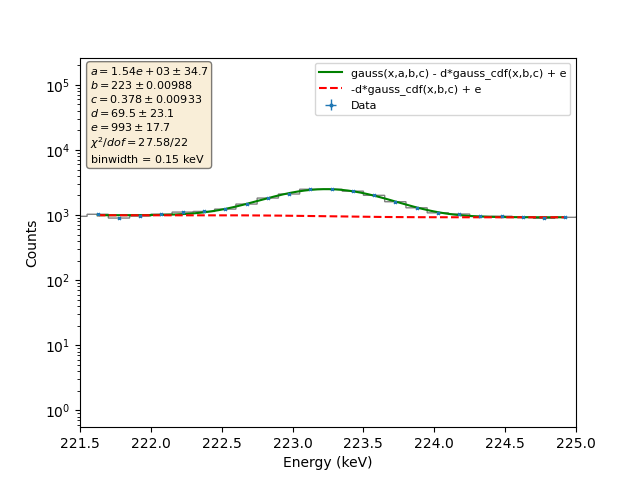 a = 1.54e + 03 ± 34.7
b = 223 ± 0.00988
c = 0.378 ± 0.00933
d = 69.5 ± 23.1
e = 993 ± 17.7
χ²/dof = 27.58/22
binwidth = 0.15 keV
gauss(x,a,b,c) - d*gauss_cdf(x,b,c) + e
-d*gauss_cdf(x,b,c) + e
Data
10⁵
10⁴
10³
10²
10¹
10⁰
Counts
221.5 222.0 222.5 223.0 223.5 224.0 224.5 225.0
Energy (keV)